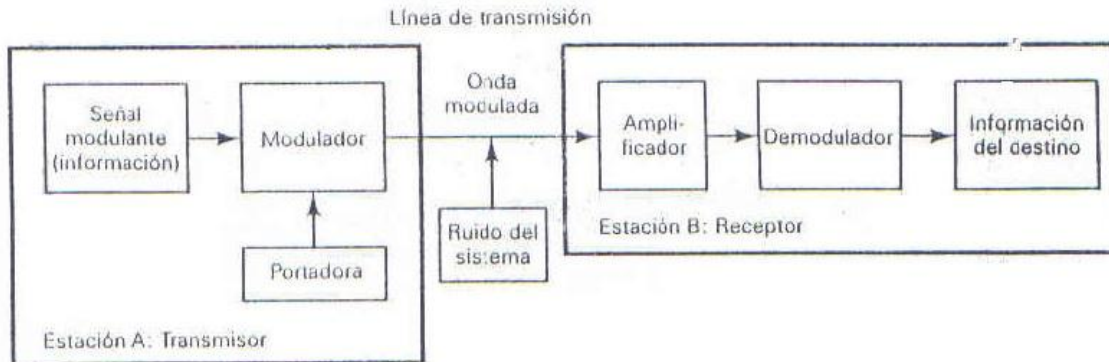 Línea de transmisión
Señal
modulante
(información)
Modulador
Portadora
Estación A: Transmisor
Onda
modulada
Ruido del
sistema
Ampli-
ficador
Demodulador
Información
del destino
Estación B: Receptor